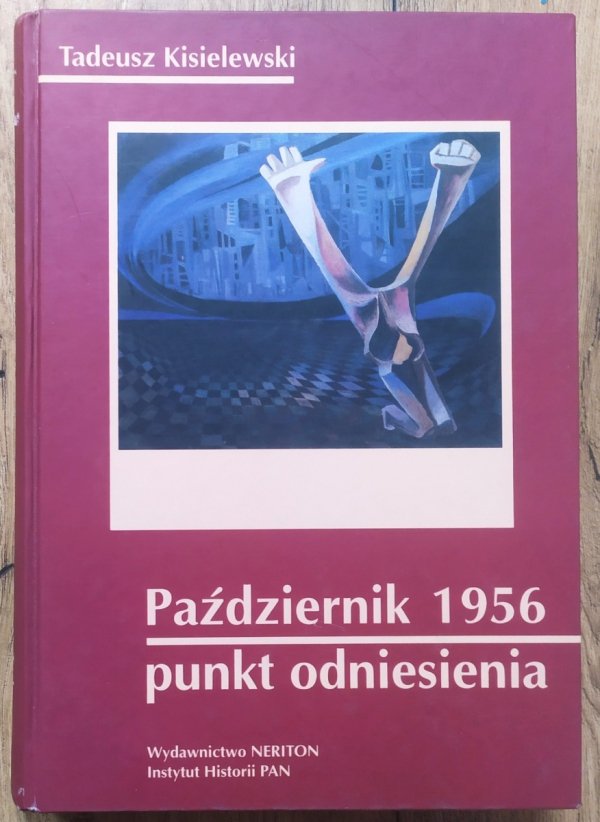 Tadeusz Kisielewski
Październik 1956
punkt odniesienia
Wydawnictwo NERITON
Instytut Historii PAN